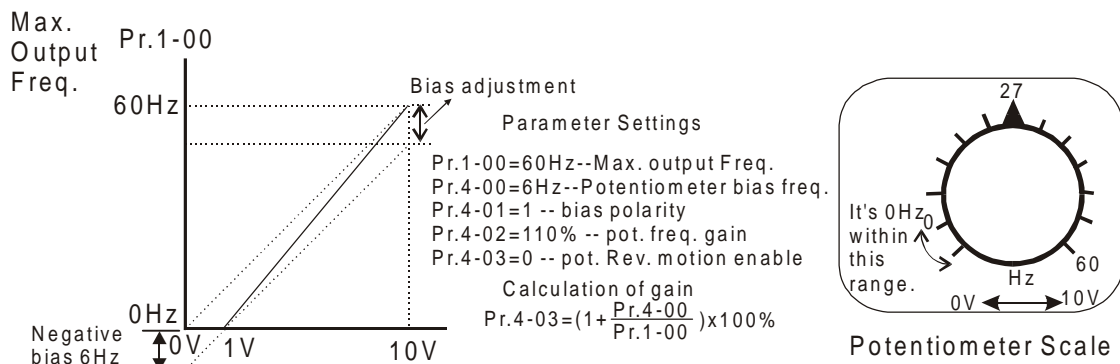 Max.
Output
Freq.
Pr.1-00
60Hz
0Hz
Negative
bias 6Hz
0V
1V
10V
Bias adjustment
Parameter Settings
Pr.1-00=60Hz--Max. output Freq.
Pr.4-00=6Hz--Potentiometer bias freq.
Pr.4-01=1 -- bias polarity
Pr.4-02=110% -- pot. freq. gain
Pr.4-03=0 -- pot. Rev. motion enable
Calculation of gain
Pr.4-03=(1+Pr.4-00/Pr.1-00)x100%
27
It's 0Hz
within
this
range.
0
60
Hz
0V
10V
Potentiometer Scale